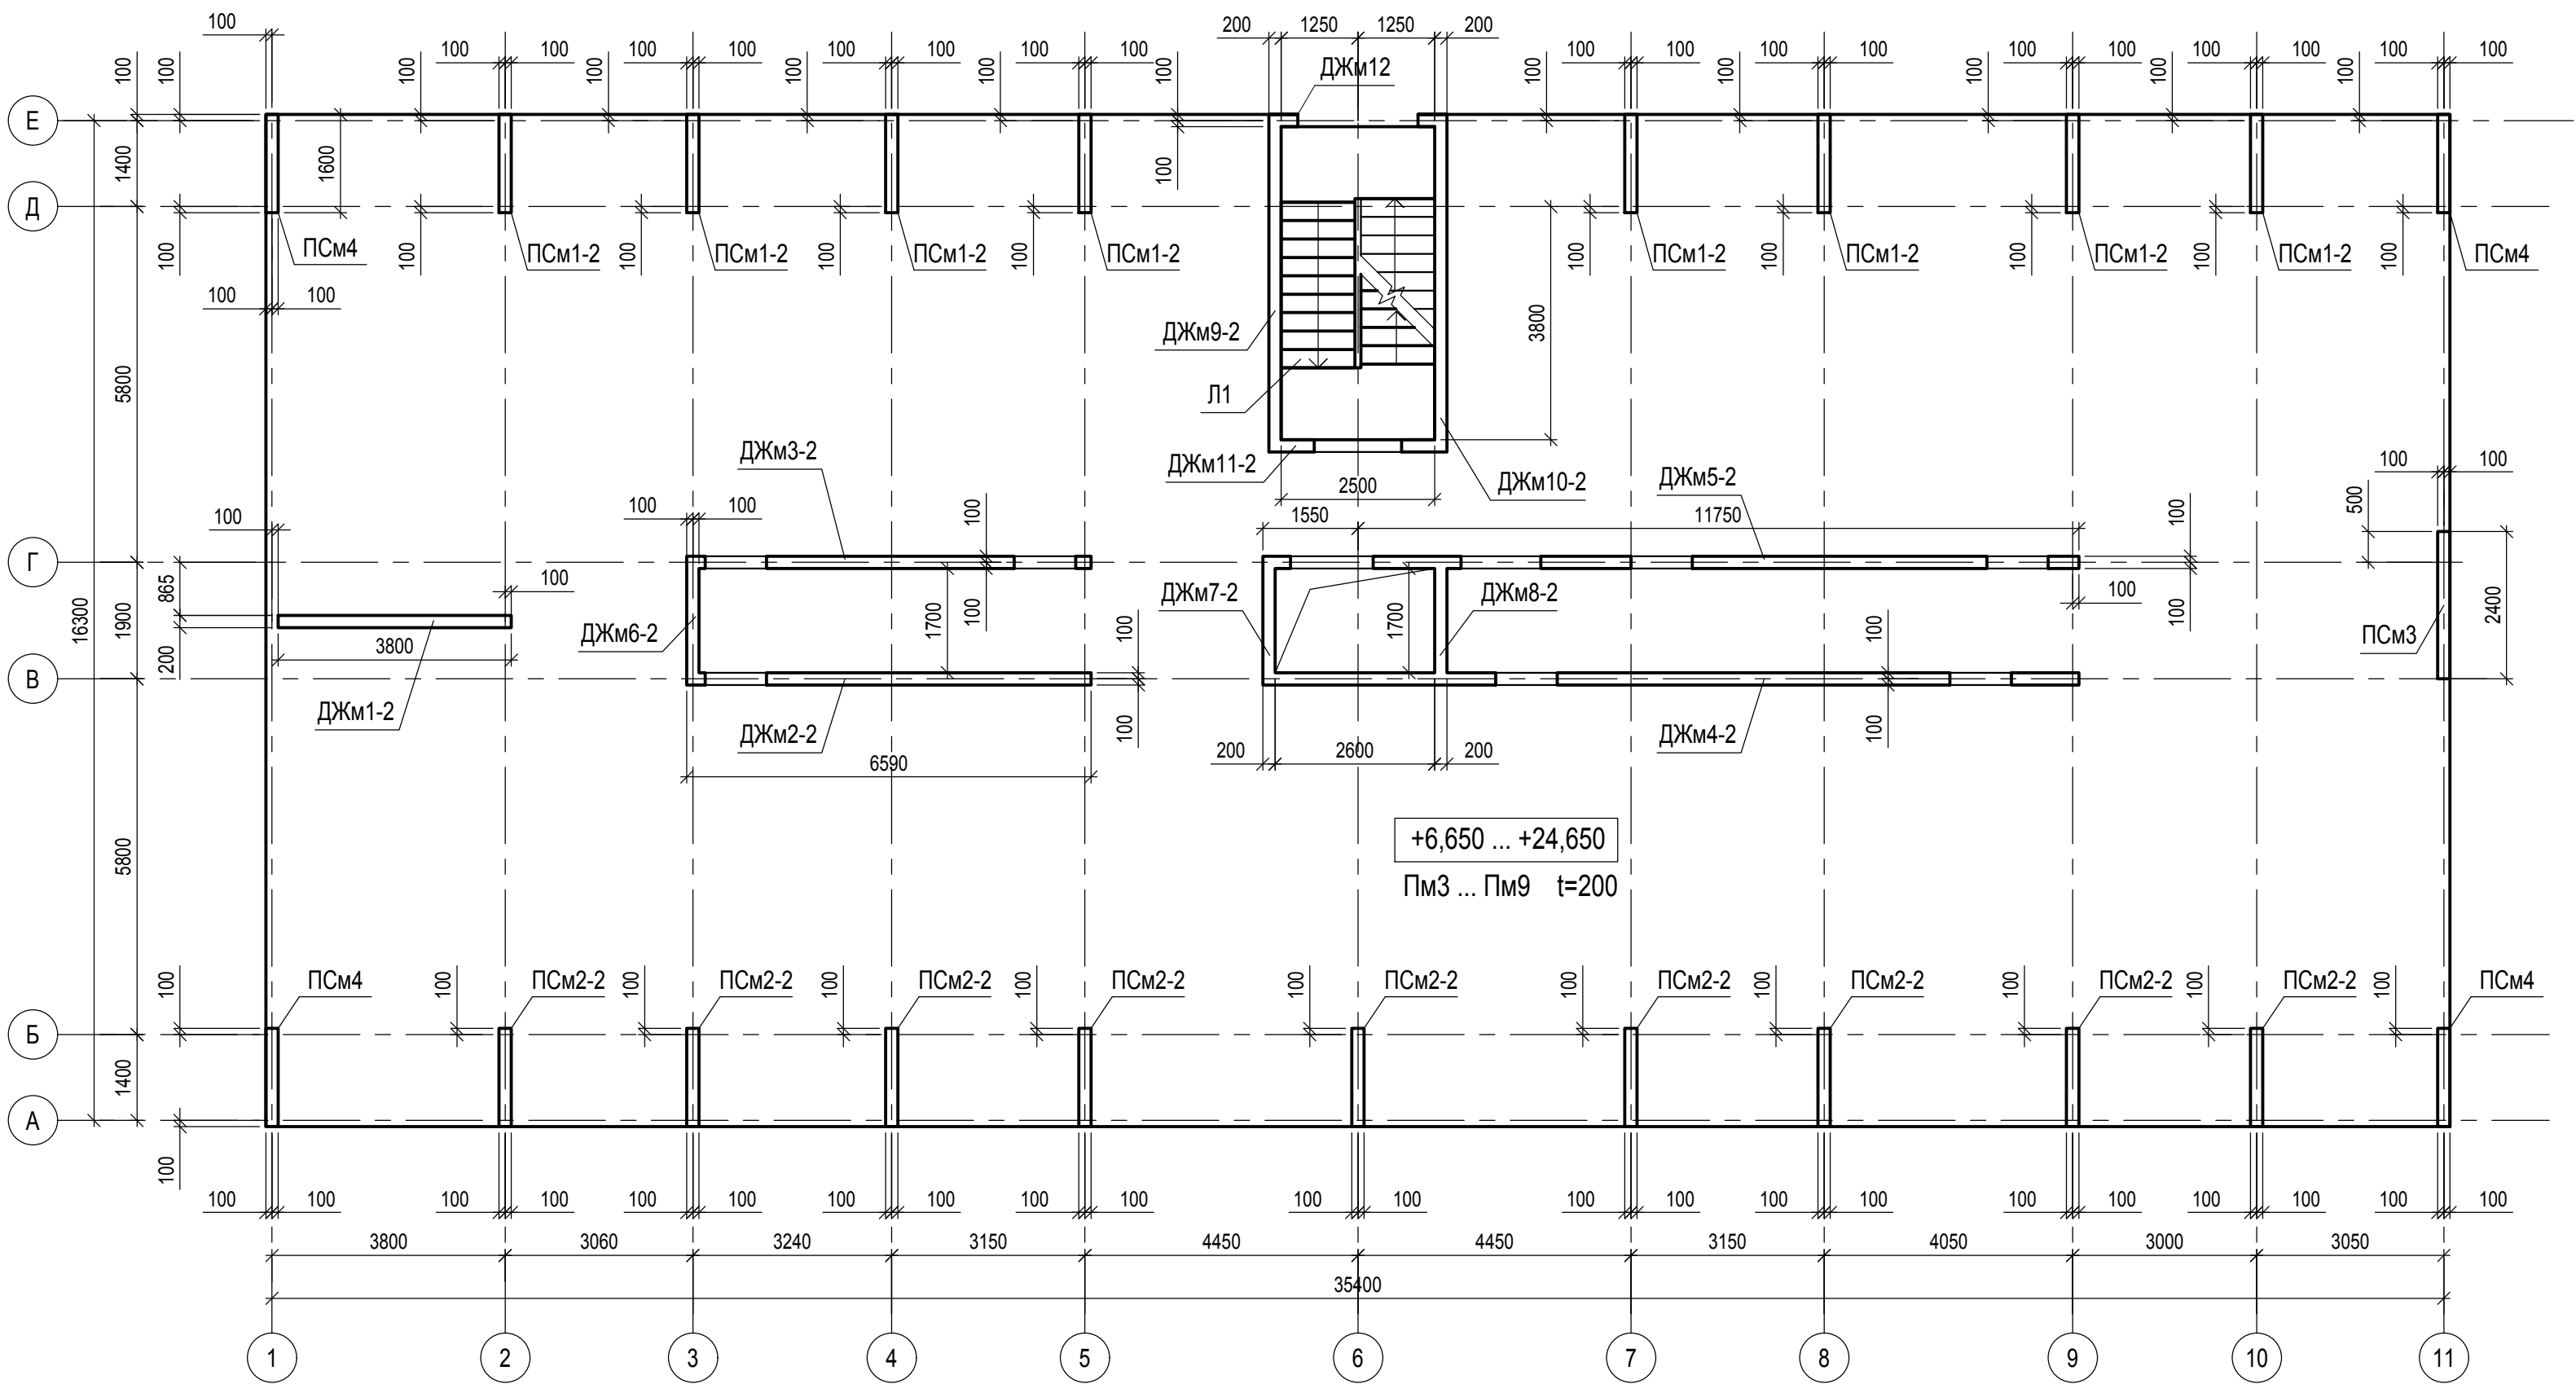 100 200 1250 1250 200
100 100 100 100 100 100 100 100 100 100 100 100 100 100 100 100 100 100
ДЖм12
100 100 100 100 100 100 100 100 100 100 100 100
Е
1400 1600 100
Д
100 100 100 100 100 100 100 100 100 100
ПСм4 ПСм1-2 ПСм1-2 ПСм1-2 ПСм1-2 ПСм1-2 ПСм1-2 ПСм1-2 ПСм1-2 ПСм4
100 100
ДЖм9-2 3800
5800
Л1
ДЖм3-2 ДЖм11-2 ДЖм10-2 ДЖм5-2
100 100
2500
500
100 100 100 100 1550 11750 100
Г
865 100
1900 16300
100 1700 100 ДЖм7-2 1700 ДЖм8-2 100 100
2400
ДЖм6-2 100 100 ПСм3
200 3800
В
ДЖм1-2 ДЖм2-2 100 ДЖм4-2 100
200 2600 200
6590
+6,650 ... +24,650
5800
Пм3 ... Пм9 t=200
ПСм4 ПСм2-2 ПСм2-2 ПСм2-2 ПСм2-2 ПСм2-2 ПСм2-2 ПСм2-2 ПСм2-2 ПСм2-2 ПСм4
100 100 100 100 100 100 100 100 100 100 100
Б
1400
А
100
100 100 100 100 100 100 100 100 100 100 100 100 100 100 100 100 100 100 100 100 100 100
3800 3060 3240 3150 4450 4450 3150 4050 3000 3050
35400
1 2 3 4 5 6 7 8 9 10 11